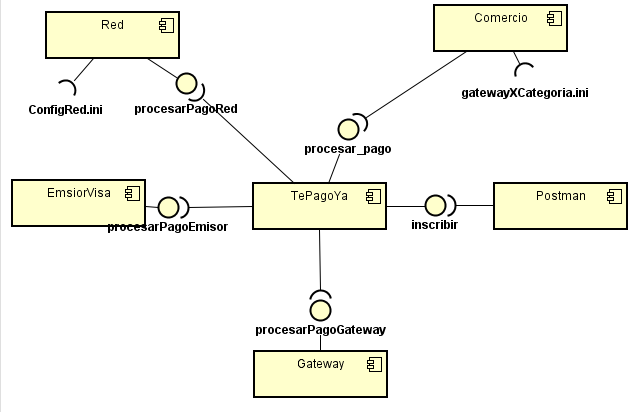 Red
Comercio
ConfigRed.ini
procesarPagoRed
gatewayXCategoria.ini
procesar_pago
EmsiorVisa
TePagoYa
Postman
procesarPagoEmisor
inscribir
procesarPagoGateway
Gateway